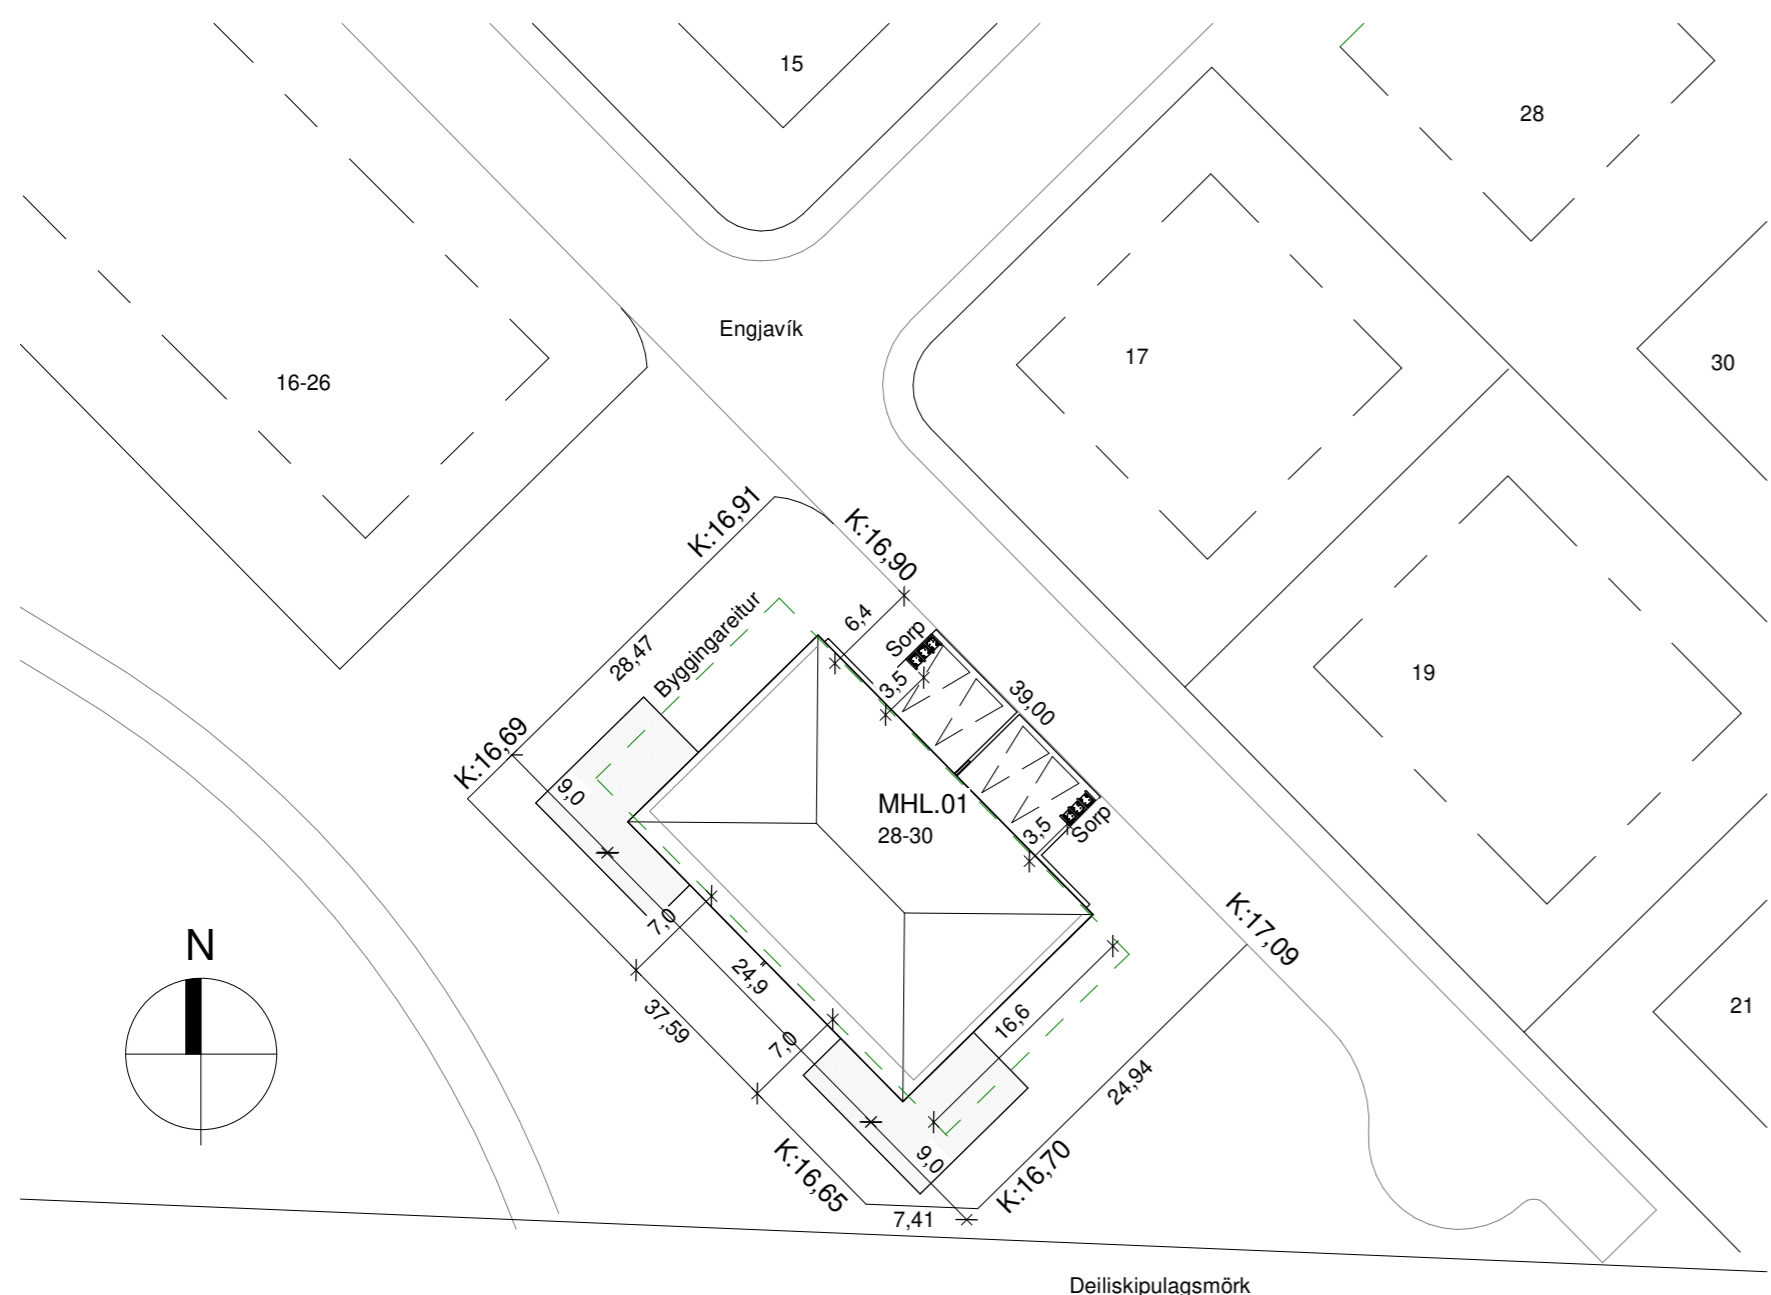 15
28
Engjavík
17
30
16-26
K:16,91
K:16,90
Byggingareitur
6,4
Sorp
28,47
3,5
39,00
19
K:16,69
9,0
MHL.01
28-30
3,5
Sorp
7,0
K:17,09
N
24,9
37,59
7,0
16,6
21
24,94
9,0
K:16,65
K:16,70
7,41
Deiliskipulagsmörk